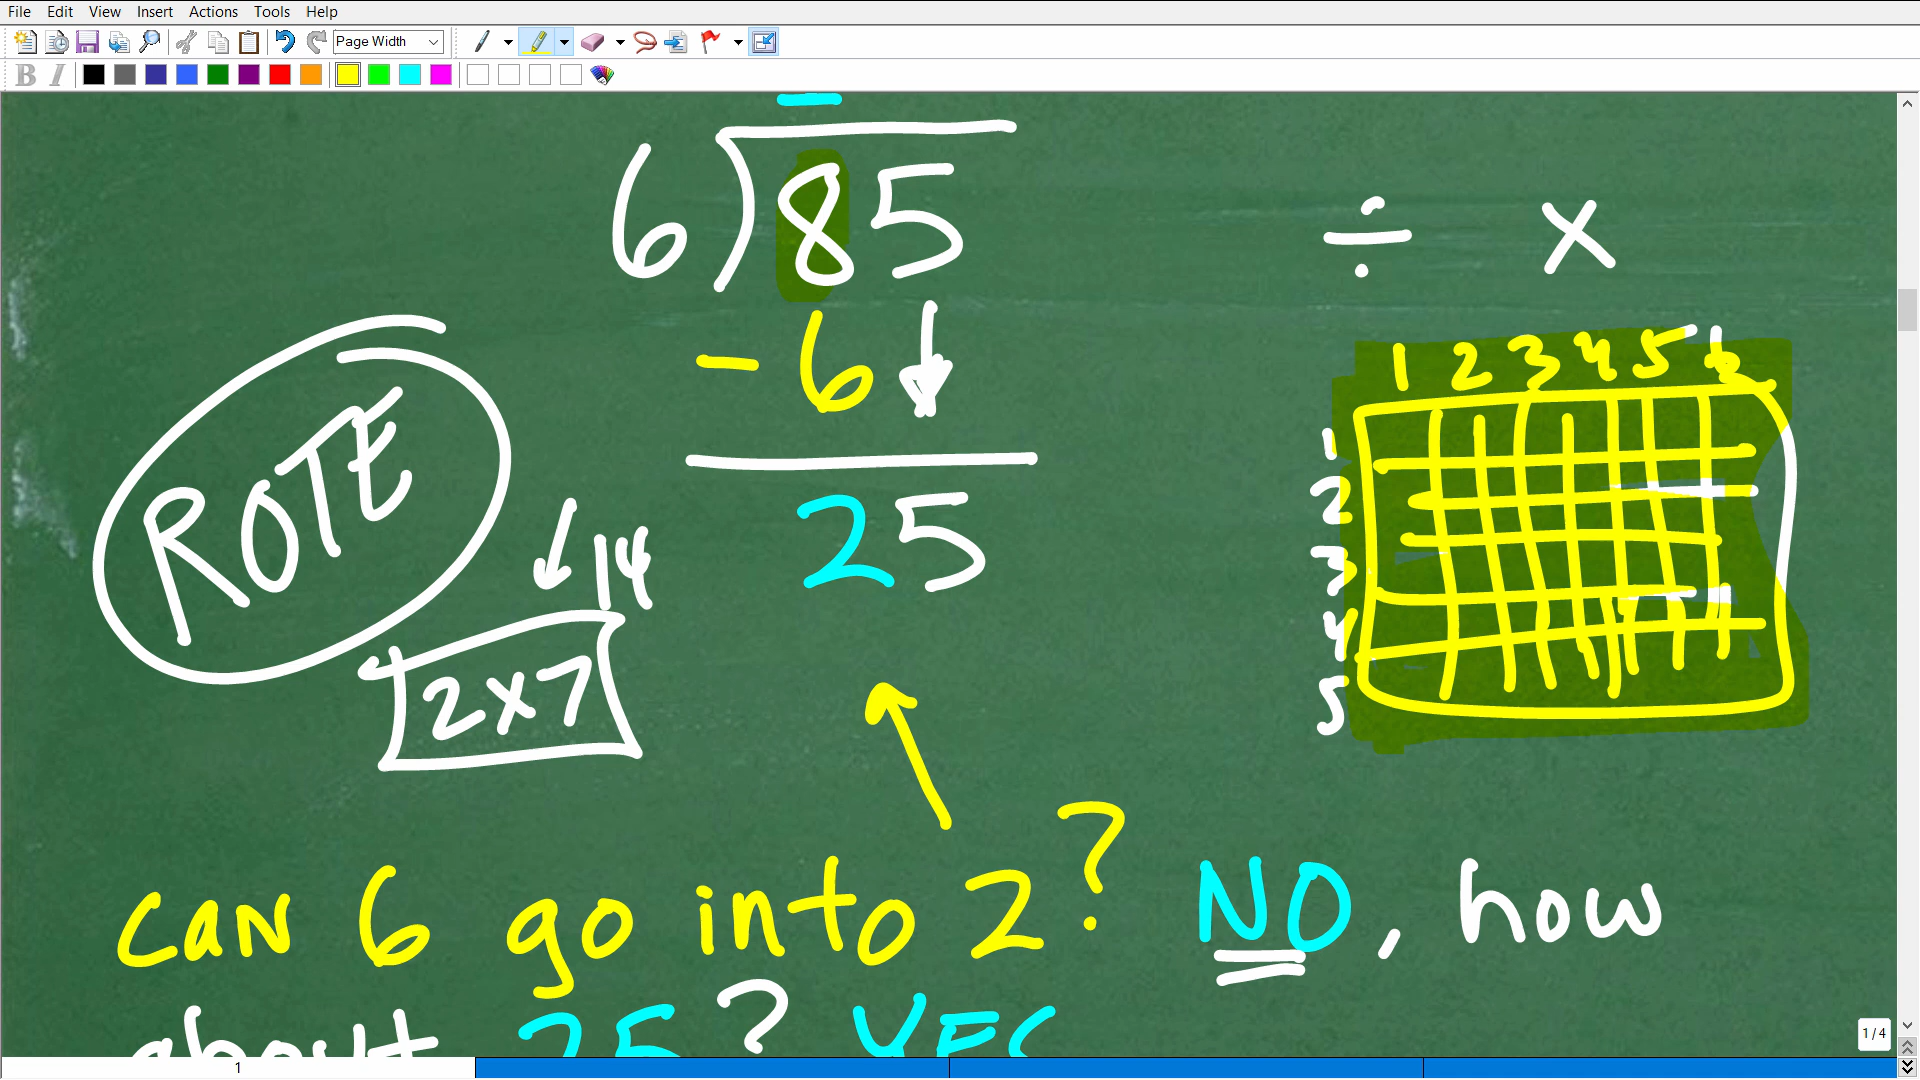 File Edit View Insert Actions Tools Help
Page Width
B I
6 85
÷ x
- 6
1 2 3 4 5 6
1
2
3
4
5
ROTE
25
14
2x7
CAN 6 go into 2? NO, how
about 25? YES
1 / 4
1